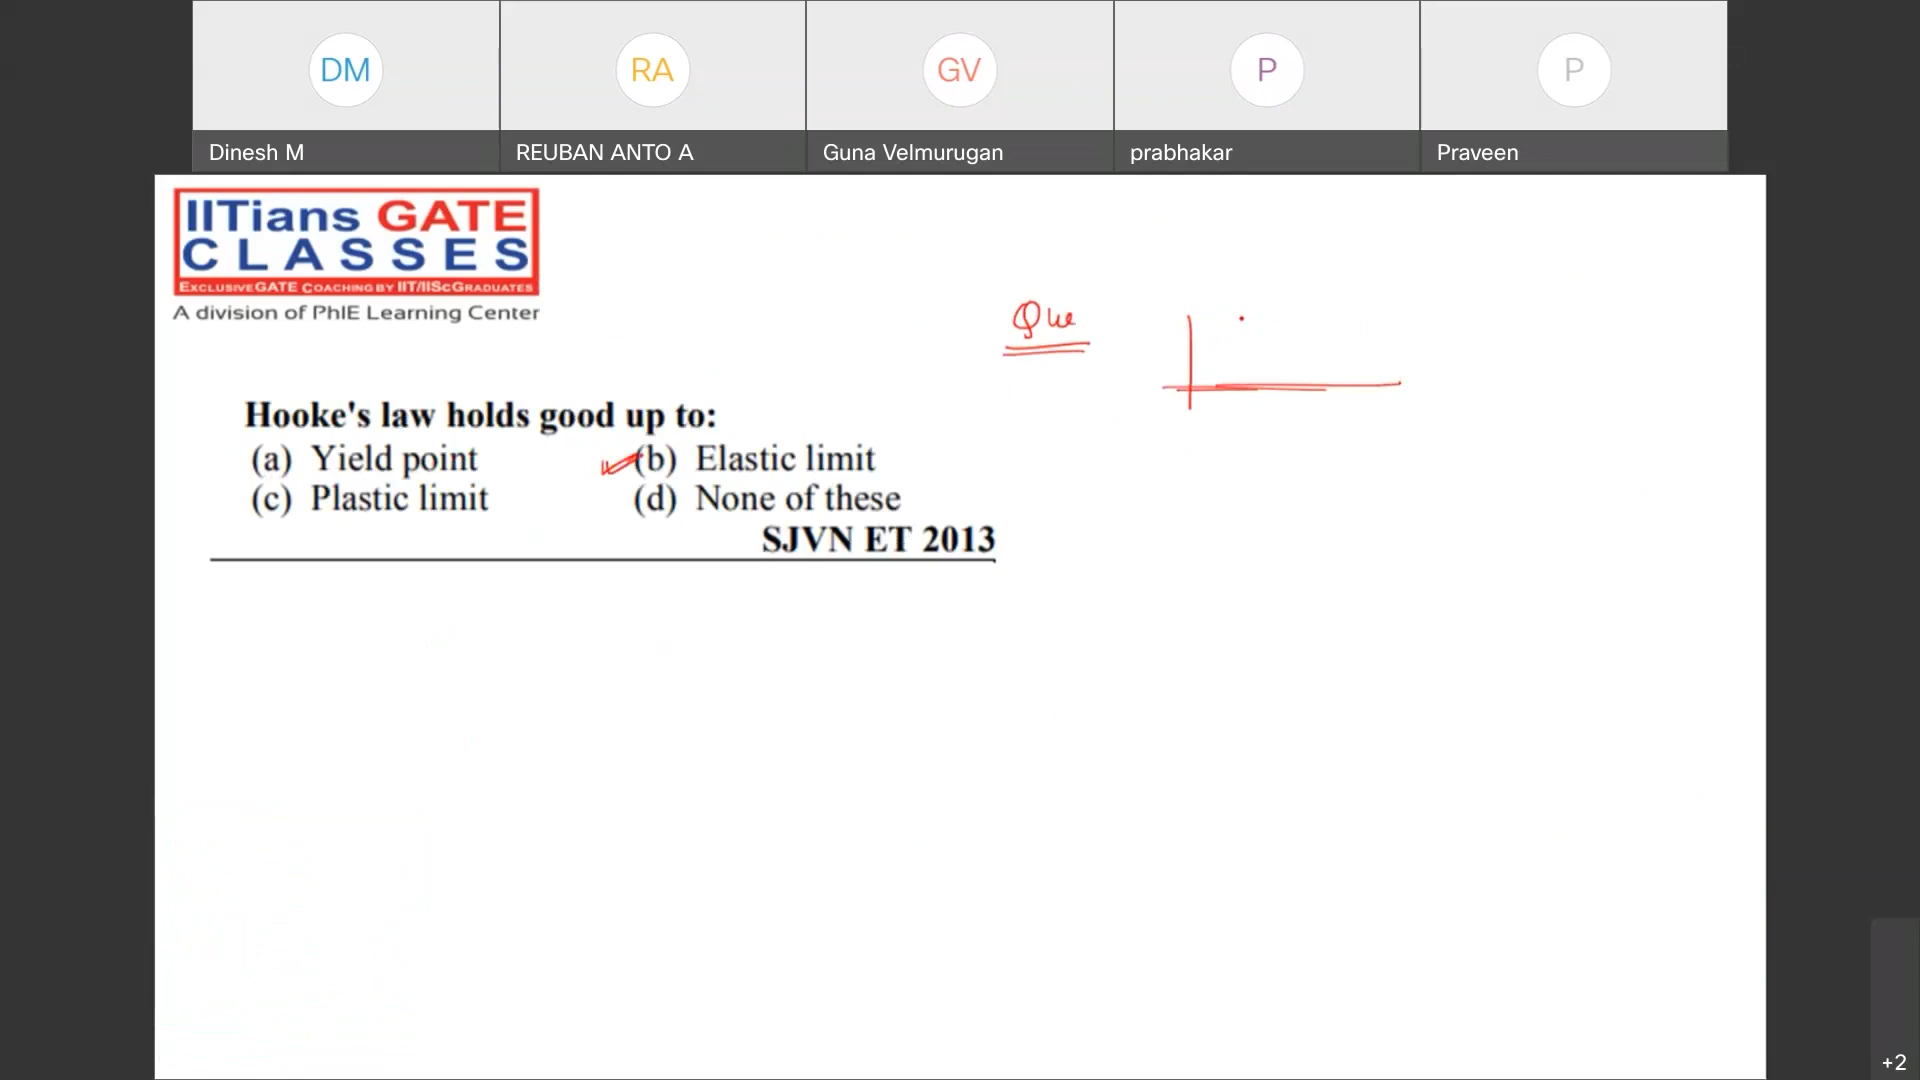 DM
RA
GV
P
P
Dinesh M
REUBAN ANTO A
Guna Velmurugan
prabhakar
Praveen
IITians GATE
CLASSES
EXCLUSIVE GATE COACHING BY IIT/IISc GRADUATES
A division of PhIE Learning Center
Que
Hooke's law holds good up to:
(a) Yield point (b) Elastic limit
(c) Plastic limit (d) None of these
SJVN ET 2013
+2